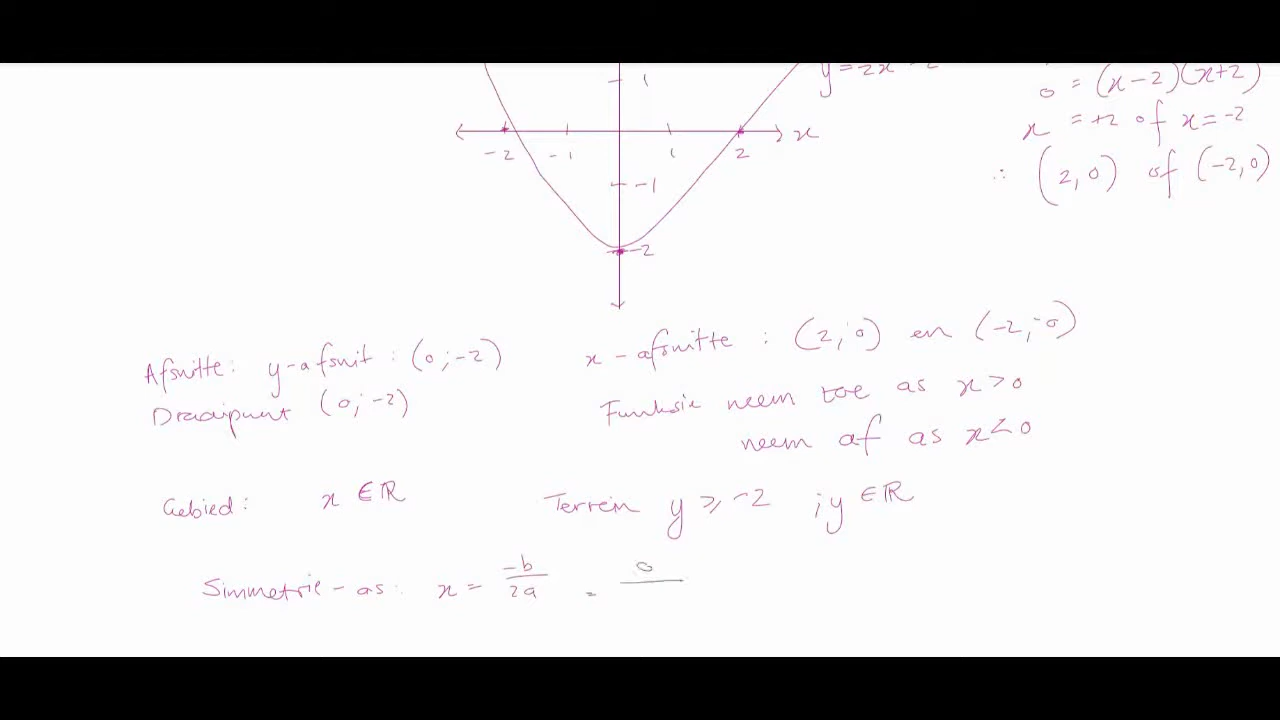 1
0 = (x-2)(x+2)
x = +2 of x = -2
∴ (2,0) of (-2,0)
-2 -1 1 2 x
-1
-2
Afsnitte: y-afsnit : (0;-2) x-afsnitte : (2;0) en (-2;0)
Draaipunt (0;-2) Funksie neem toe as x > 0
neem af as x < 0
Gebied: x ∈ ℝ Terrein y ≥ -2 ; y ∈ ℝ
Simmetrie-as: x = -b/2a = 0